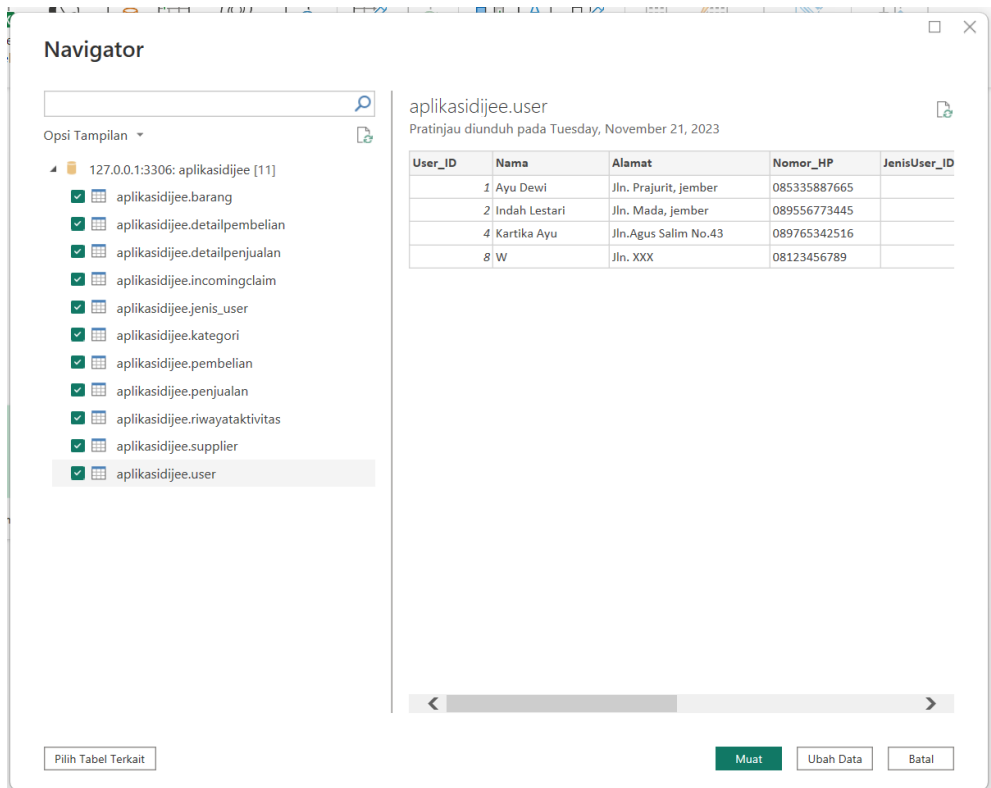 Navigator
Opsi Tampilan
127.0.0.1:3306: aplikasidijee [11]
aplikasidijee.barang
aplikasidijee.detailpembelian
aplikasidijee.detailpenjualan
aplikasidijee.incomingclaim
aplikasidijee.jenis_user
aplikasidijee.kategori
aplikasidijee.pembelian
aplikasidijee.penjualan
aplikasidijee.riwayataktivitas
aplikasidijee.supplier
aplikasidijee.user
aplikasidijee.user
Pratinjau diunduh pada Tuesday, November 21, 2023
User_ID Nama Alamat Nomor_HP JenisUser_ID
1 Ayu Dewi Jln. Prajurit, jember 085335887665
2 Indah Lestari Jln. Mada, jember 089556773445
4 Kartika Ayu Jln.Agus Salim No.43 089765342516
8 W Jln. XXX 08123456789
Pilih Tabel Terkait
Muat
Ubah Data
Batal